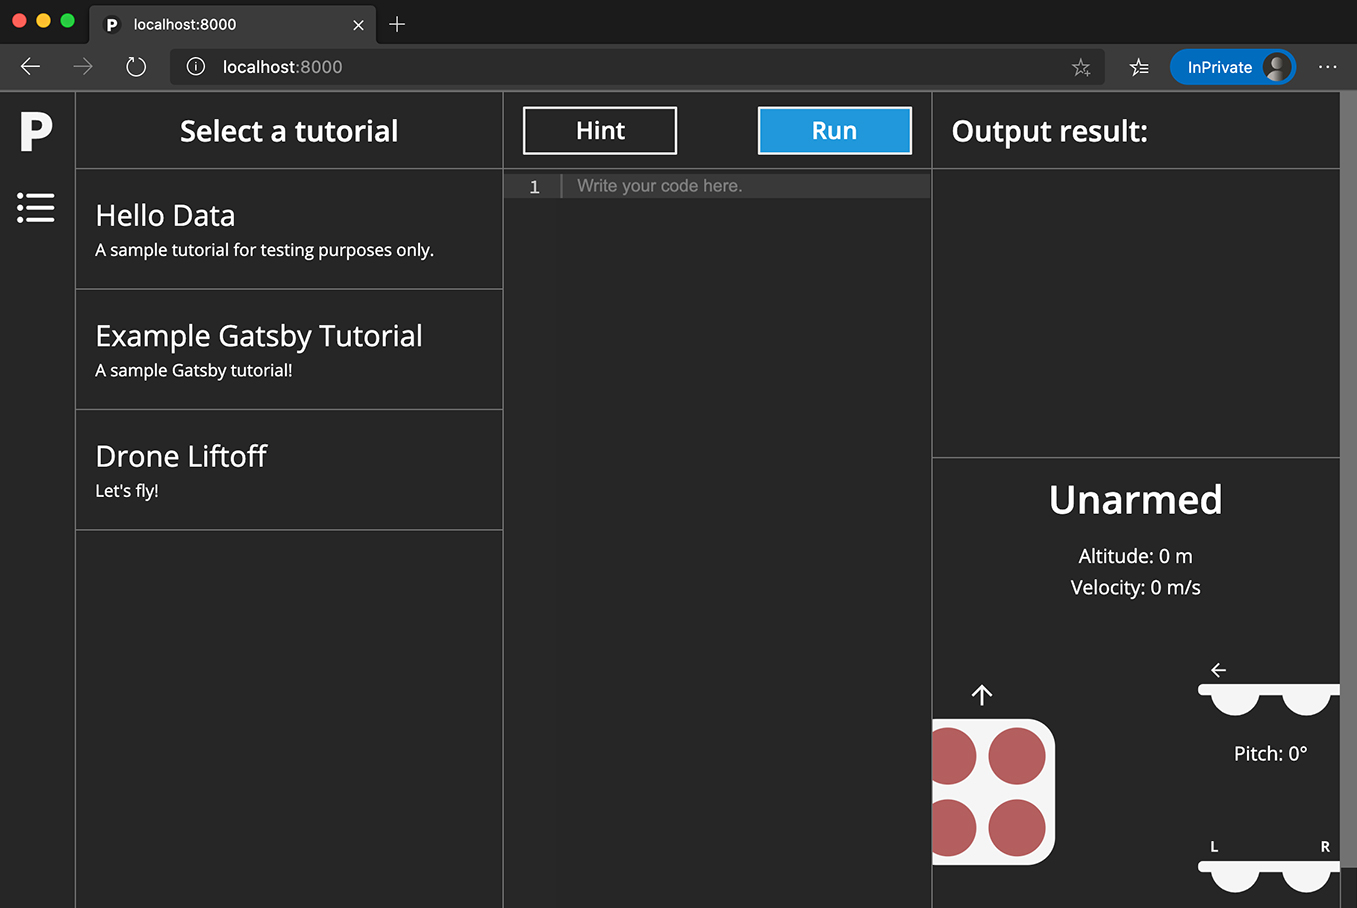 P localhost:8000
localhost:8000
InPrivate
P
Select a tutorial
Hello Data
A sample tutorial for testing purposes only.
Example Gatsby Tutorial
A sample Gatsby tutorial!
Drone Liftoff
Let's fly!
Hint
Run
1
Write your code here.
Output result:
Unarmed
Altitude: 0 m
Velocity: 0 m/s
Pitch: 0°
L R